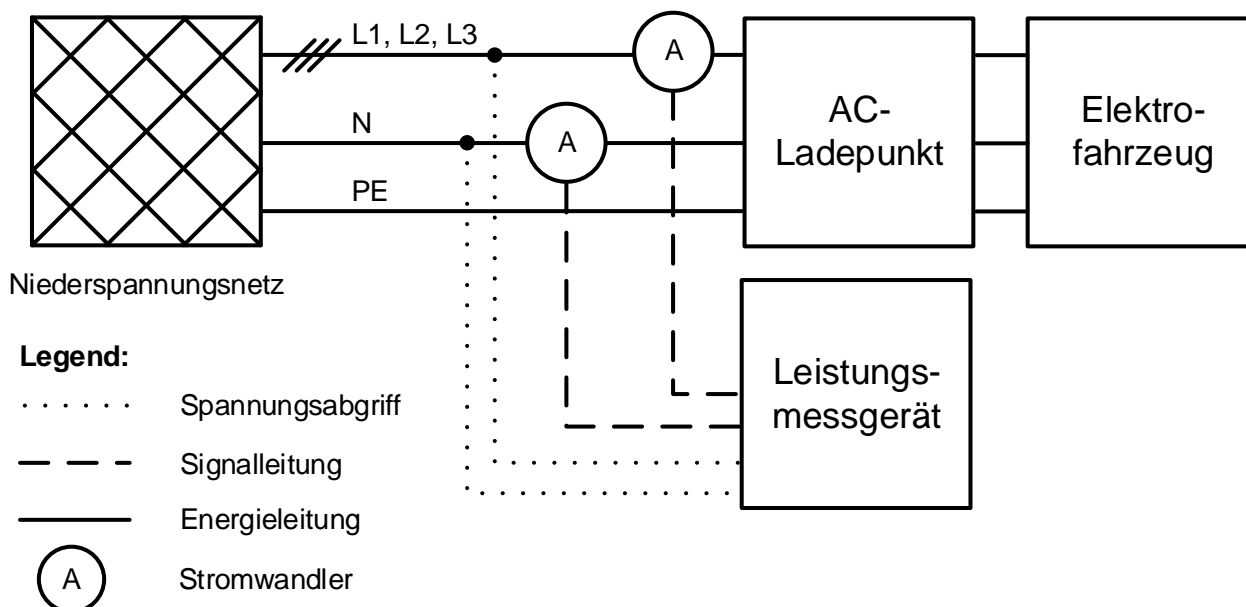 L1, L2, L3
A
N
A
PE
AC-
Ladepunkt
Elektro-
fahrzeug
Niederspannungsnetz
Leistungs-
messgerät
Legend:
Spannungsabgriff
Signalleitung
Energieleitung
A
Stromwandler